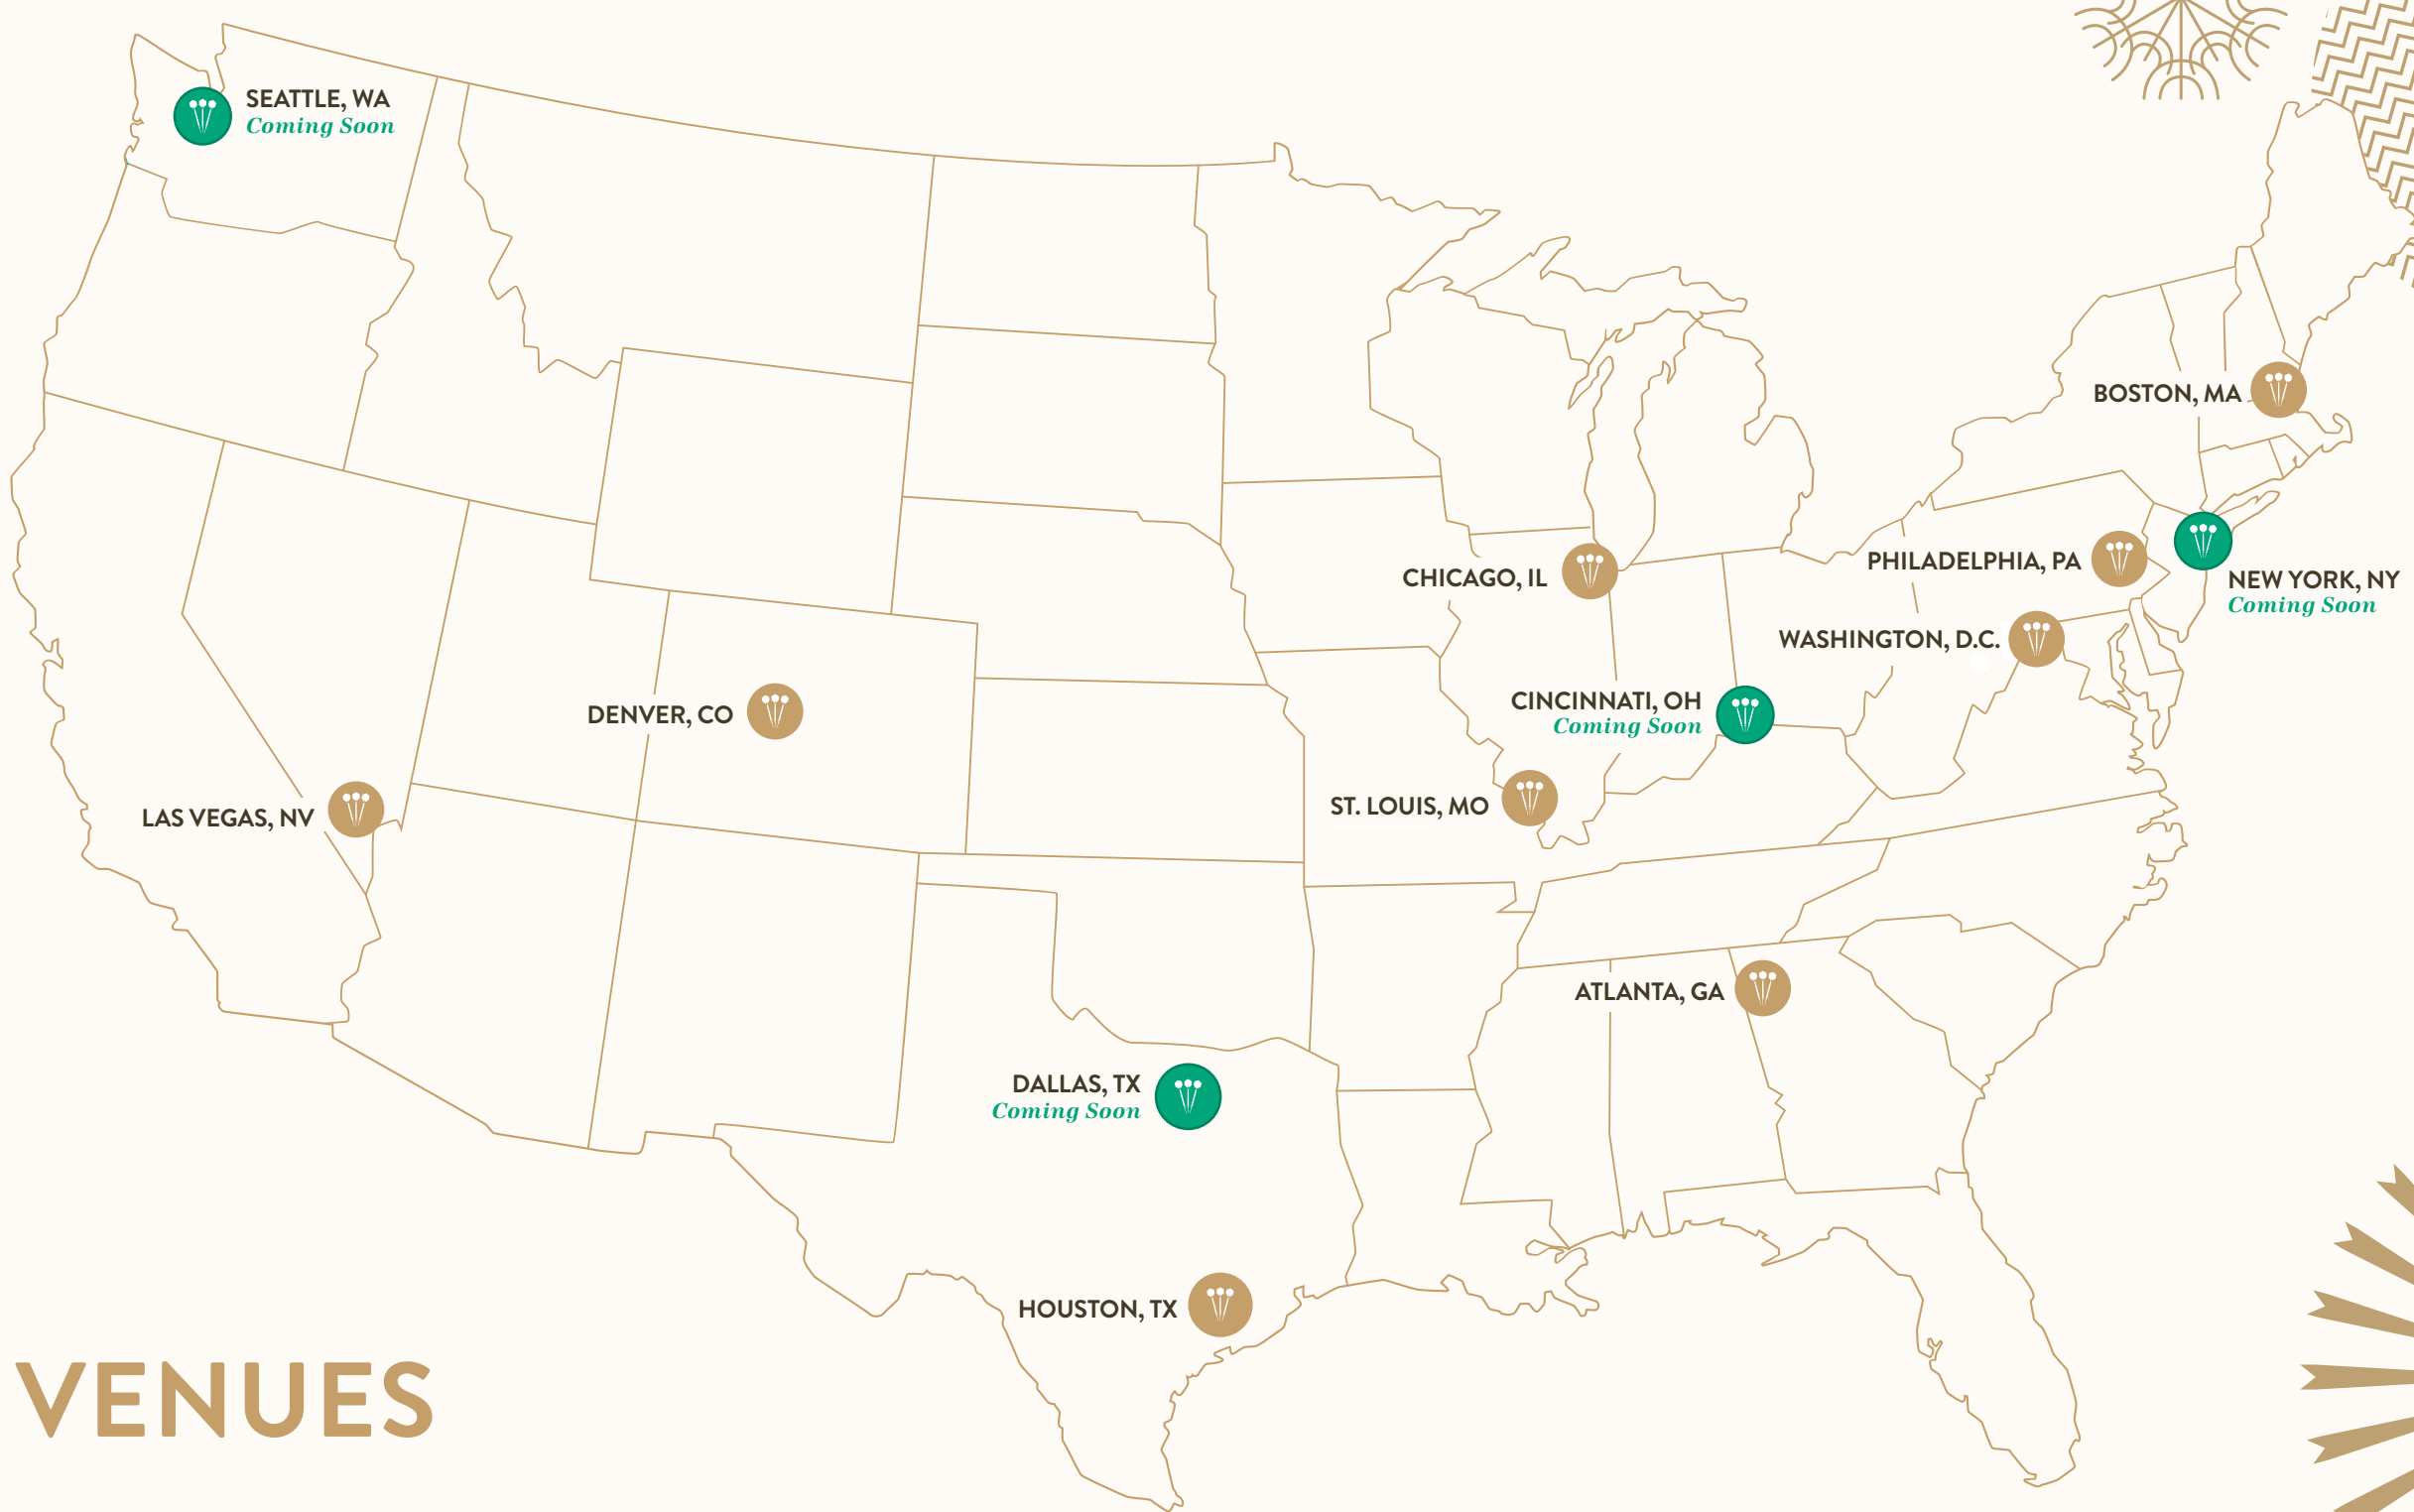 SEATTLE, WA
Coming Soon
BOSTON, MA
PHILADELPHIA, PA
NEW YORK, NY
Coming Soon
CHICAGO, IL
WASHINGTON, D.C.
CINCINNATI, OH
Coming Soon
DENVER, CO
ST. LOUIS, MO
LAS VEGAS, NV
ATLANTA, GA
DALLAS, TX
Coming Soon
HOUSTON, TX
VENUES